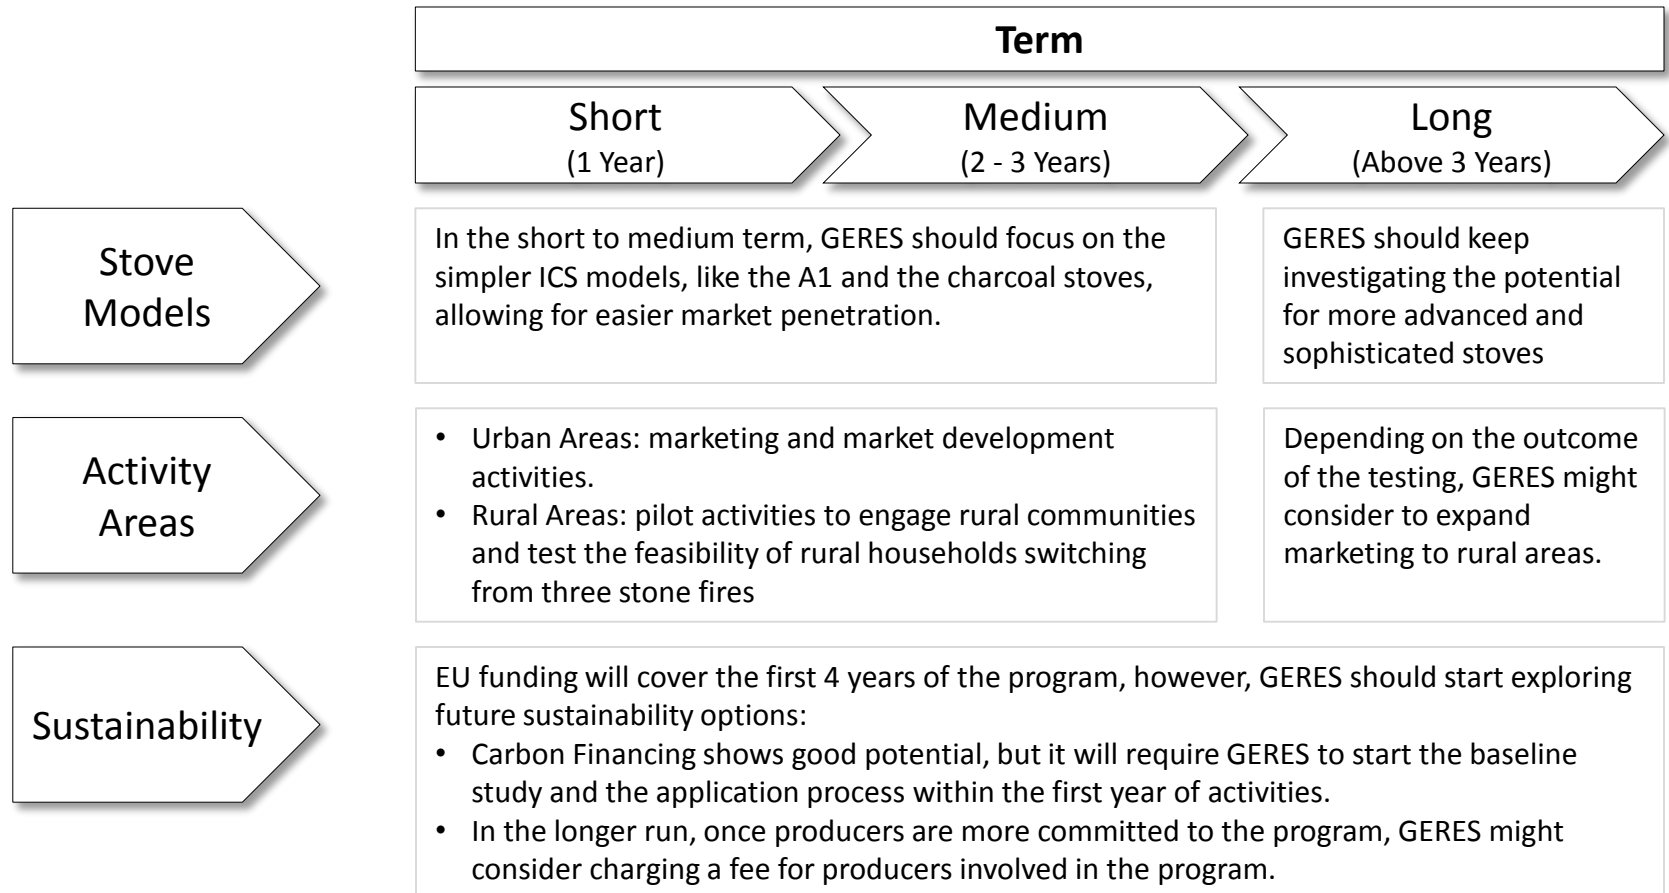 Term
Short
(1 Year)
Medium
(2 - 3 Years)
Long
(Above 3 Years)
Stove
Models
In the short to medium term, GERES should focus on the
simpler ICS models, like the A1 and the charcoal stoves,
allowing for easier market penetration.
GERES should keep
investigating the potential
for more advanced and
sophisticated stoves
Activity
Areas
• Urban Areas: marketing and market development
activities.
• Rural Areas: pilot activities to engage rural communities
and test the feasibility of rural households switching
from three stone fires
Depending on the outcome
of the testing, GERES might
consider to expand
marketing to rural areas.
Sustainability
EU funding will cover the first 4 years of the program, however, GERES should start exploring
future sustainability options:
• Carbon Financing shows good potential, but it will require GERES to start the baseline
study and the application process within the first year of activities.
• In the longer run, once producers are more committed to the program, GERES might
consider charging a fee for producers involved in the program.